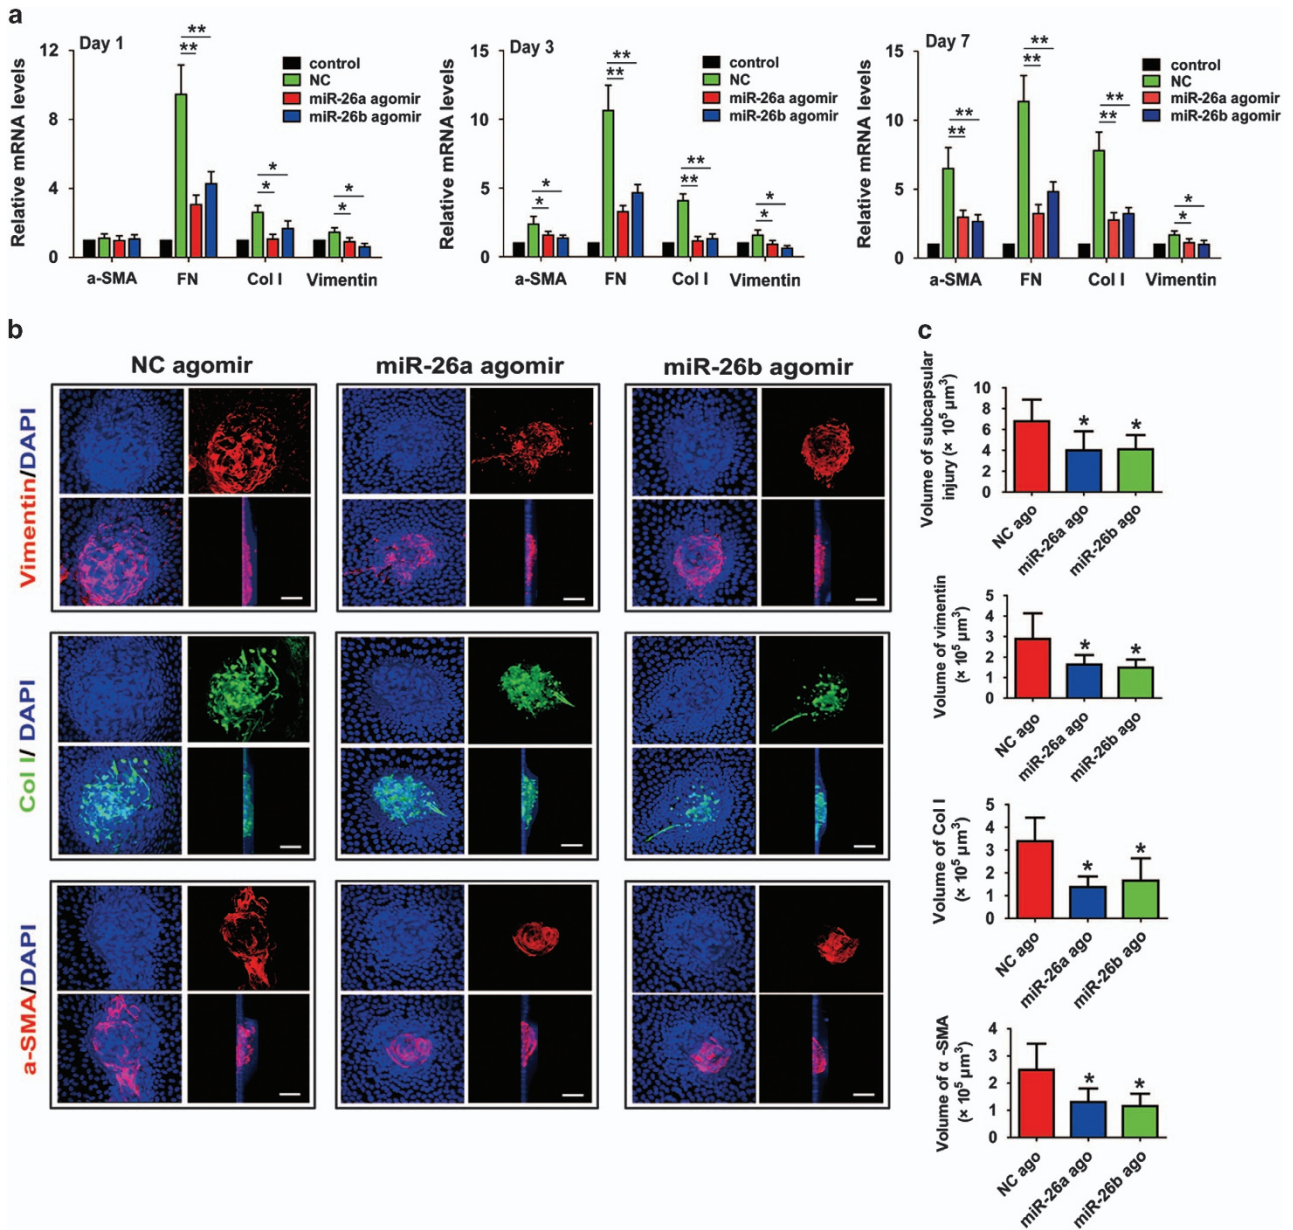 a
Day 1
Relative mRNA levels
12
8
4
0
**
**
*
*
*
*
control
NC
miR-26a agomir
miR-26b agomir
a-SMA FN Col I Vimentin
Day 3
Relative mRNA levels
15
10
5
0
*
*
**
**
**
**
*
*
control
NC
miR-26a agomir
miR-26b agomir
a-SMA FN Col I Vimentin
Day 7
Relative mRNA levels
15
10
5
0
**
**
**
**
**
**
*
*
control
NC
miR-26a agomir
miR-26b agomir
a-SMA FN Col I Vimentin
b
NC agomir miR-26a agomir miR-26b agomir
Vimentin/DAPI
Col I/ DAPI
a-SMA/DAPI
c
Volume of subcapsular
injury (× 10⁵ µm³)
10
8
6
4
2
0
* *
NC ago miR-26a ago miR-26b ago
Volume of vimentin
(× 10⁵ µm³)
5
4
3
2
1
0
* *
NC ago miR-26a ago miR-26b ago
Volume of Col I
(× 10⁵ µm³)
5
4
3
2
1
0
* *
NC ago miR-26a ago miR-26b ago
Volume of α -SMA
(× 10⁵ µm³)
4
3
2
1
0
* *
NC ago miR-26a ago miR-26b ago